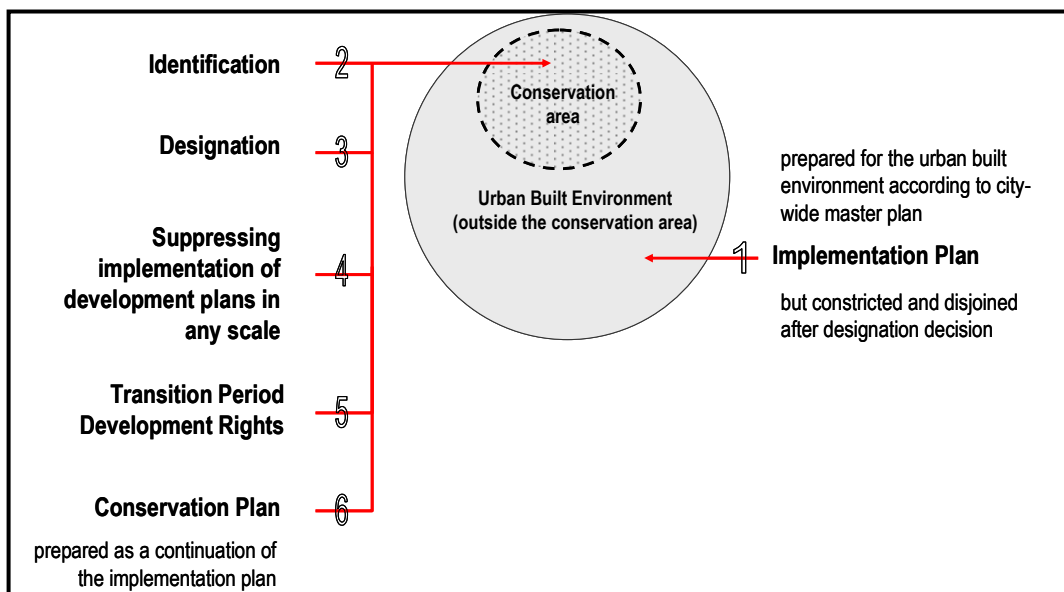 Identification
2
Conservation
area
Designation
3
Urban Built Environment
(outside the conservation area)
prepared for the urban built
environment according to city-
wide master plan
1
Implementation Plan
but constricted and disjoined
after designation decision
Suppressing
implementation of
development plans in
any scale
4
Transition Period
Development Rights
5
Conservation Plan
6
prepared as a continuation of
the implementation plan